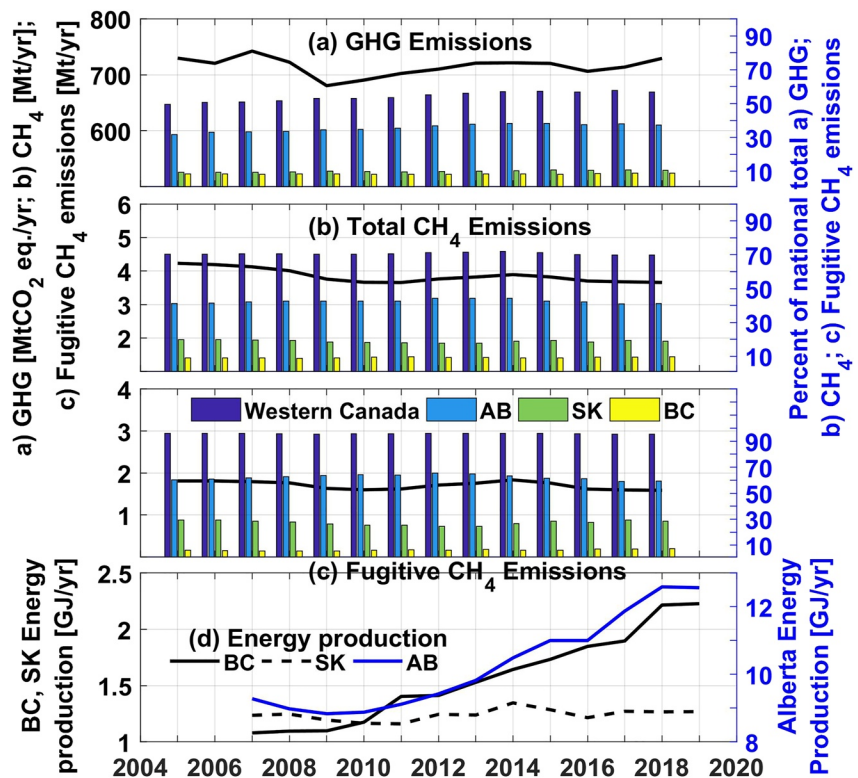 a) GHG [MtCO2 eq./yr; b) CH4 [Mt/yr];
c) Fugitive CH4 emissions [Mt/yr]
800
700
600
(a) GHG Emissions
90
70
50
30
10
Percent of national total a) GHG;
b) CH4; c) Fugitive CH4 emissions
6
5
4
3
2
(b) Total CH4 Emissions
90
70
50
30
10
4
3
2
1
Western Canada AB SK BC
90
70
50
30
10
(c) Fugitive CH4 Emissions
BC, SK Energy
production [GJ/yr]
2.5
2
1.5
1
(d) Energy production
BC SK AB
12
10
8
Alberta Energy
Production [GJ/yr]
2004 2006 2008 2010 2012 2014 2016 2018 2020